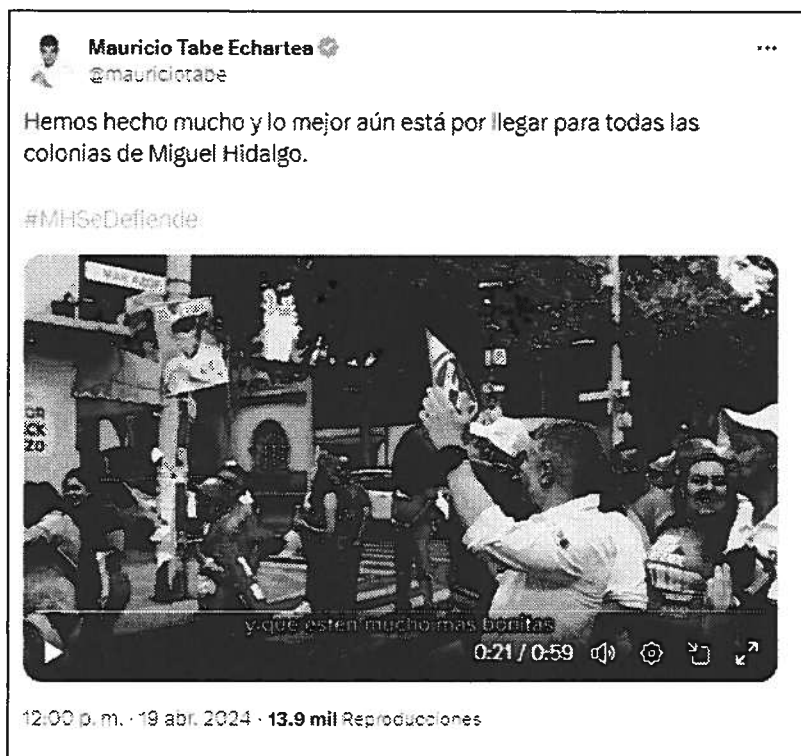 Mauricio Tabe Echartea
@mauriciotabe
Hemos hecho mucho y lo mejor aún está por llegar para todas las
colonias de Miguel Hidalgo.
#MHSeDefiende
y que estén mucho más bonitas
0:21 / 0:59
12:00 p. m. · 19 abr. 2024 · 13.9 mil Reproducciones